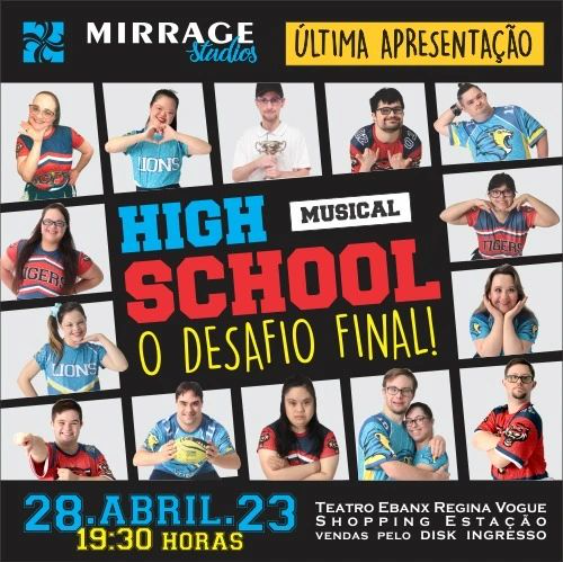 MIRRAGE
Studios
ÚLTIMA APRESENTAÇÃO
LIONS
TIGERS
TIGERS
LIONS
HIGH
MUSICAL
SCHOOL
O DESAFIO FINAL!
28.ABRIL.23
19:30 HORAS
TEATRO EBANX REGINA VOGUE
SHOPPING ESTAÇÃO
VENDAS PELO DISK INGRESSO